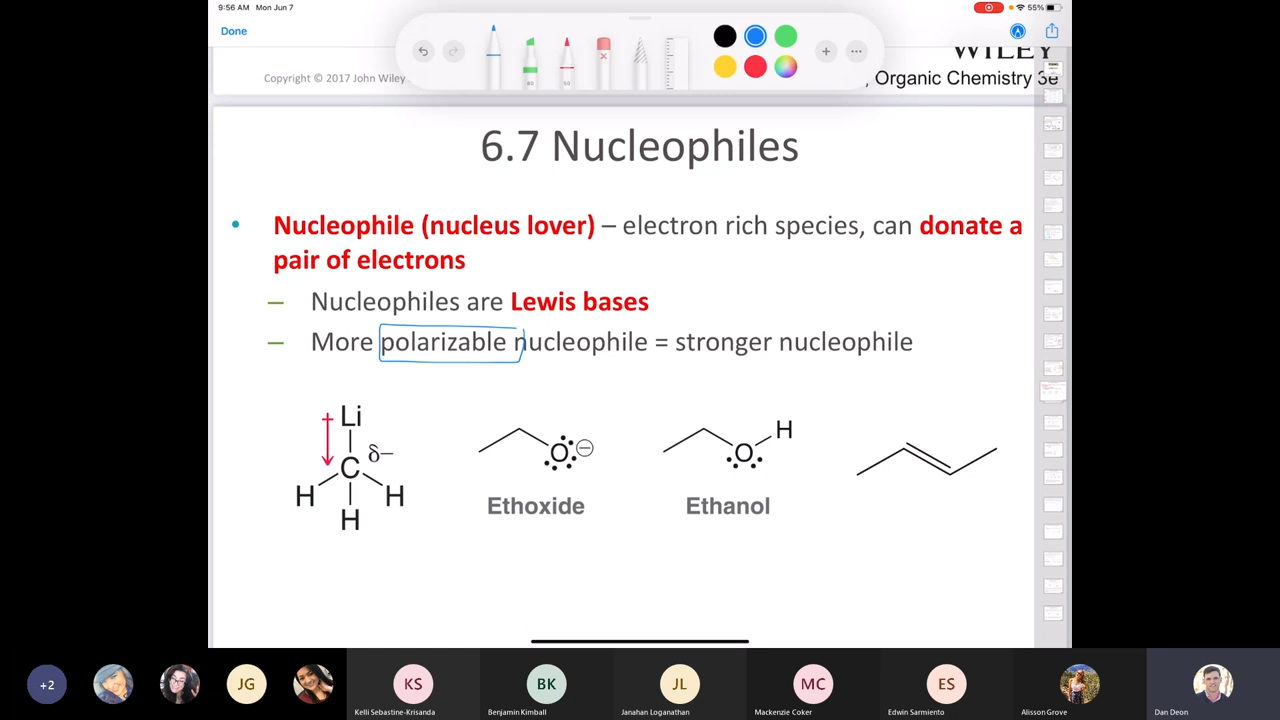 9:56 AM Mon Jun 7
55%
Done
WILEY
Copyright © 2017 John Wiley
, Organic Chemistry 3e
6.7 Nucleophiles
• Nucleophile (nucleus lover) – electron rich species, can donate a
pair of electrons
– Nucleophiles are Lewis bases
– More polarizable nucleophile = stronger nucleophile
Li
C δ–
H H
H
O
Ethoxide
H
O
Ethanol
+2
JG
KS
BK
JL
MC
ES
Kelli Sebastine-Krisanda
Benjamin Kimball
Janahan Loganathan
Mackenzie Coker
Edwin Sarmiento
Alisson Grove
Dan Deon